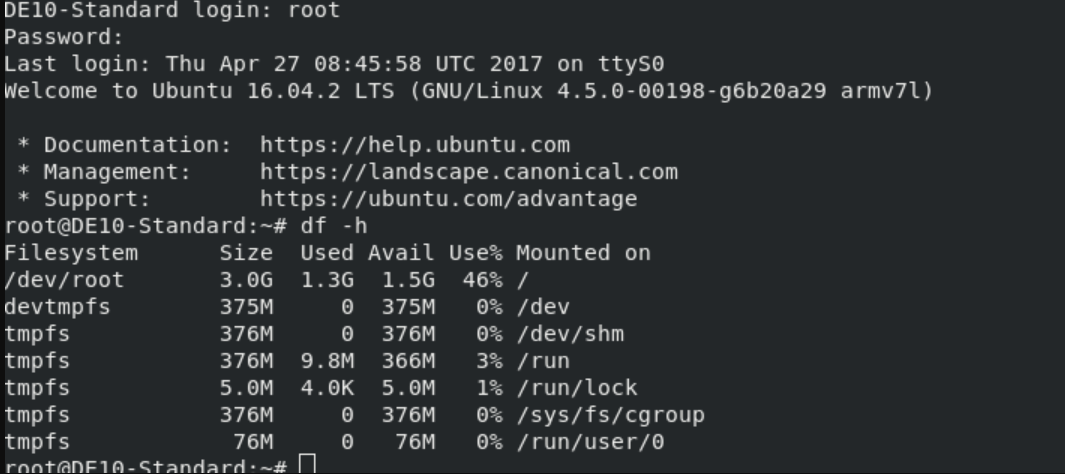 DE10-Standard login: root
Password:
Last login: Thu Apr 27 08:45:58 UTC 2017 on ttyS0
Welcome to Ubuntu 16.04.2 LTS (GNU/Linux 4.5.0-00198-g6b20a29 armv7l)

 * Documentation:  https://help.ubuntu.com
 * Management:     https://landscape.canonical.com
 * Support:        https://ubuntu.com/advantage
root@DE10-Standard:~# df -h
Filesystem      Size  Used Avail Use% Mounted on
/dev/root       3.0G  1.3G  1.5G  46% /
devtmpfs        375M     0  375M   0% /dev
tmpfs           376M     0  376M   0% /dev/shm
tmpfs           376M  9.8M  366M   3% /run
tmpfs           5.0M  4.0K  5.0M   1% /run/lock
tmpfs           376M     0  376M   0% /sys/fs/cgroup
tmpfs            76M     0   76M   0% /run/user/0
root@DE10-Standard:~#